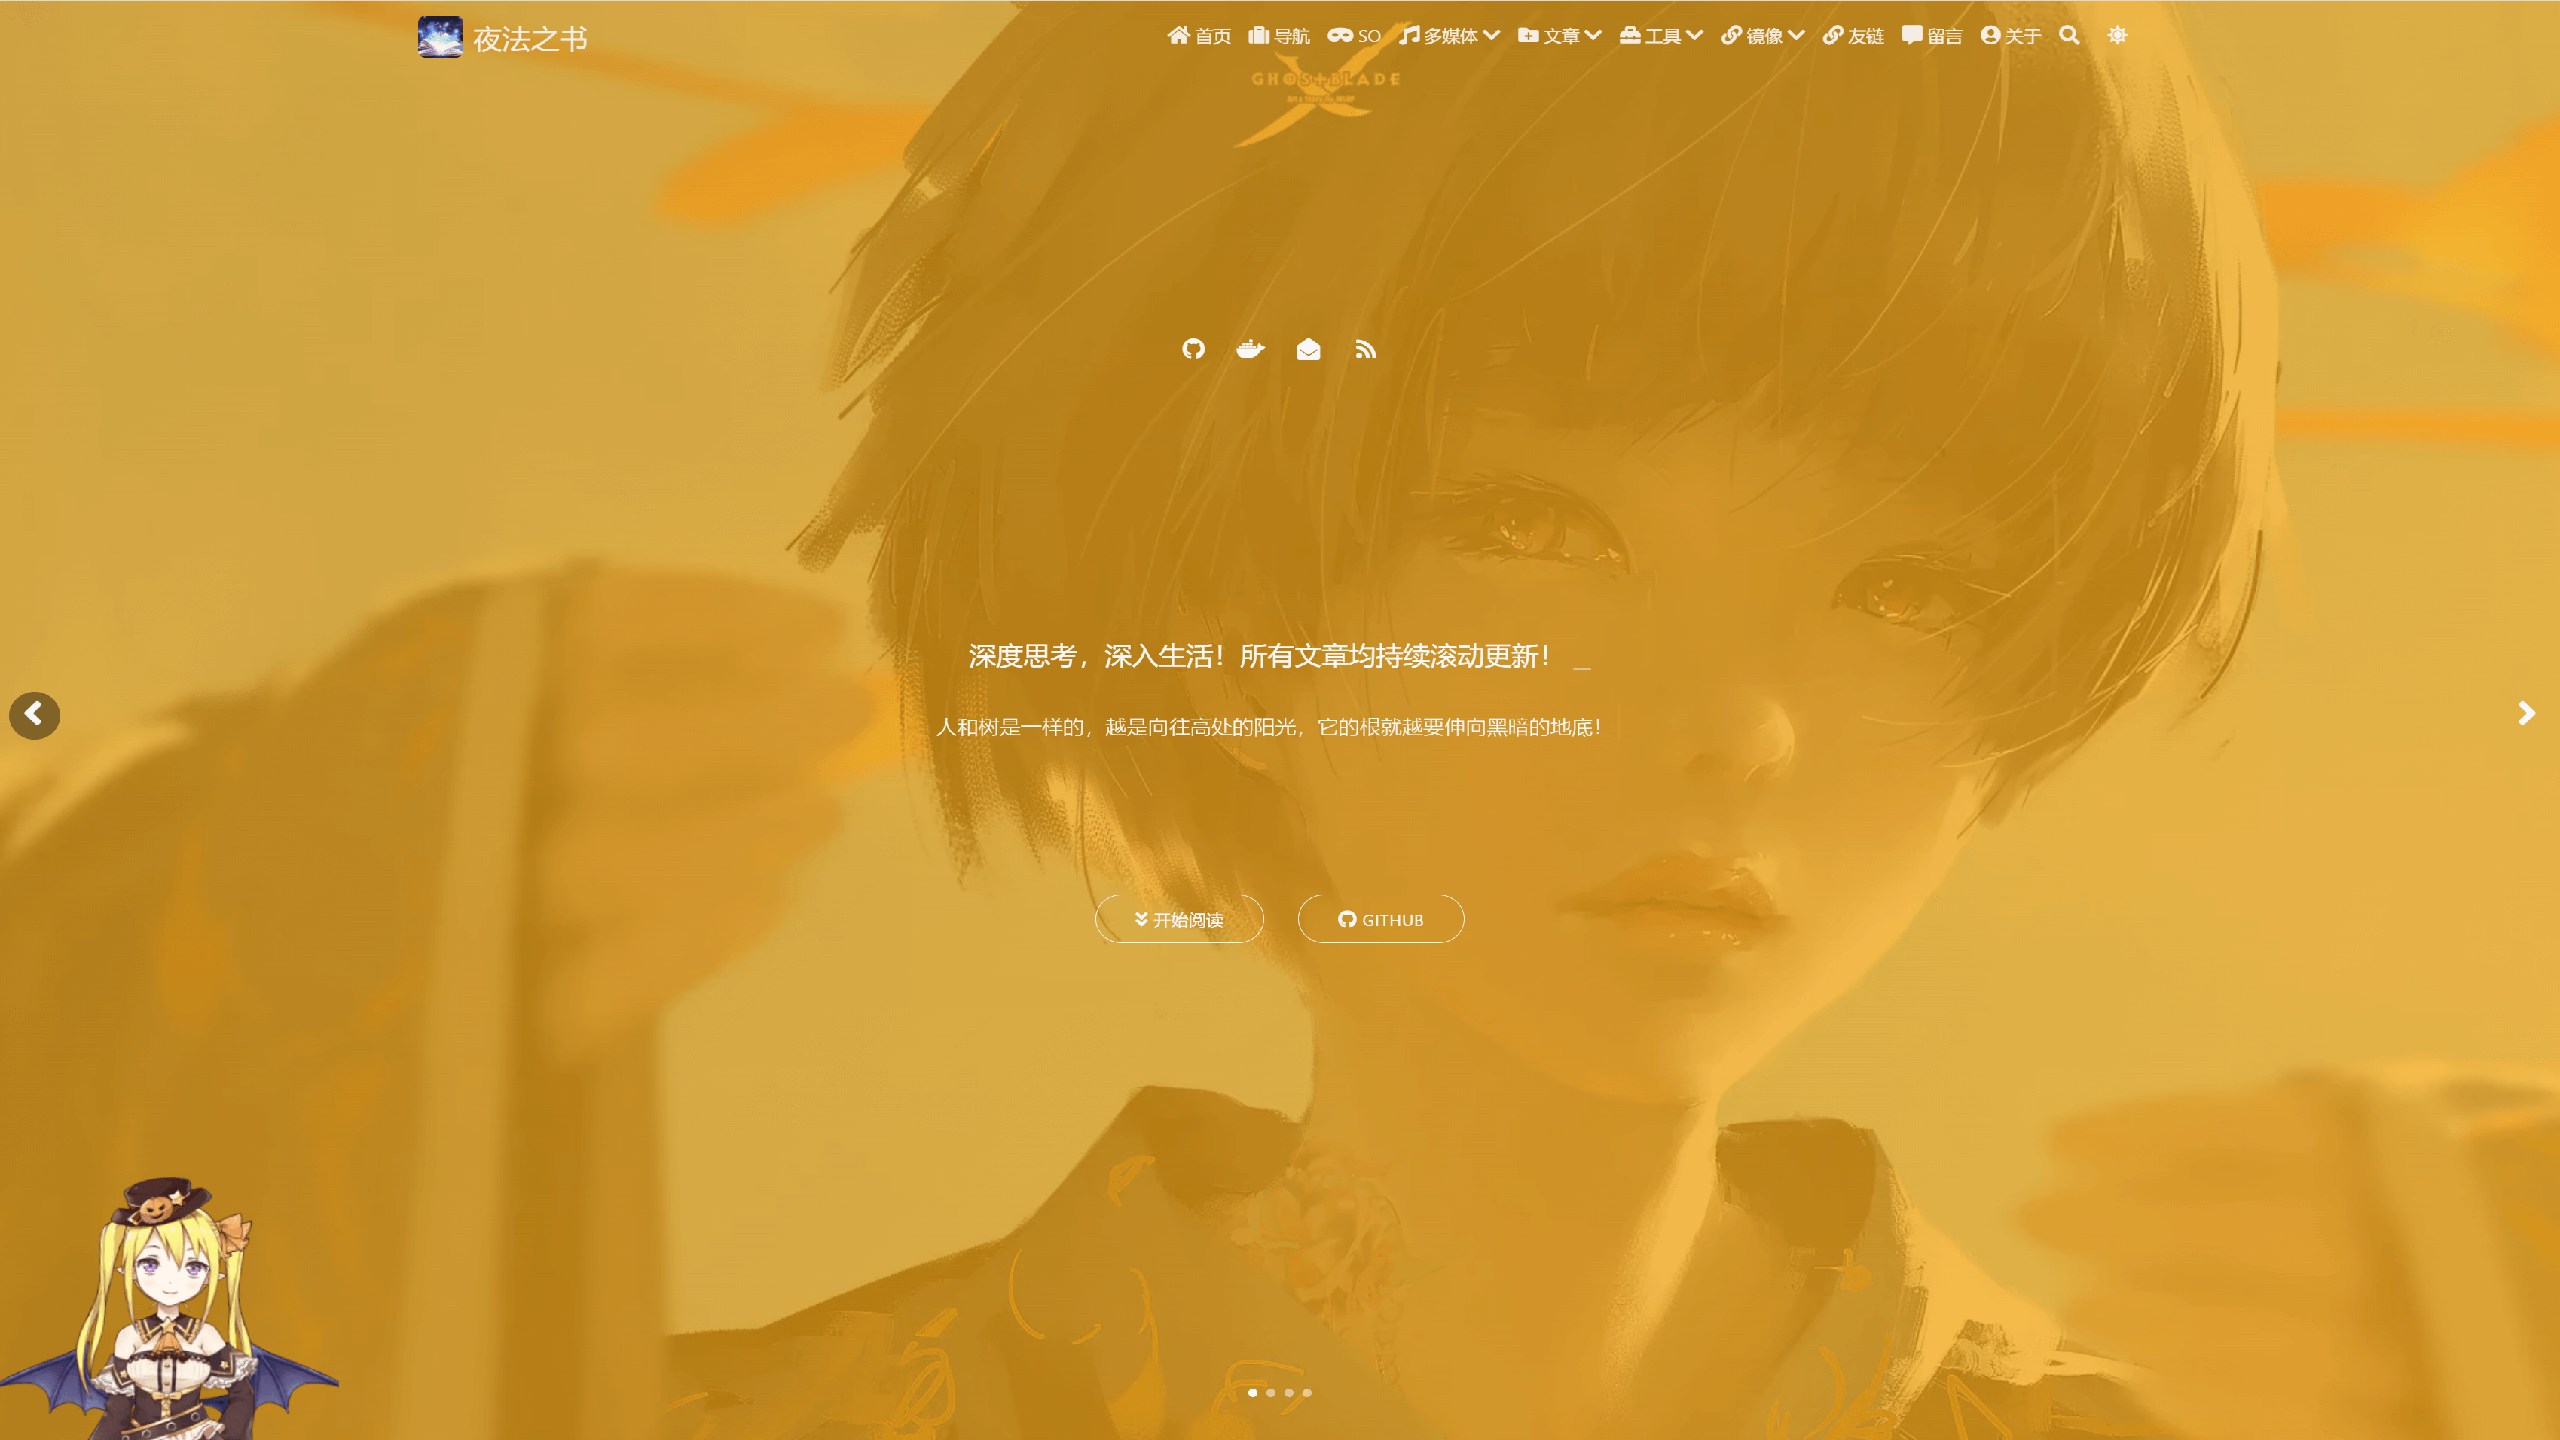 夜法之书
首页 导航 SO 多媒体 文章 工具 镜像 友链 留言 关于
GHOSTBLADE
深度思考，深入生活！所有文章均持续滚动更新！ _
人和树是一样的，越是向往高处的阳光，它的根就越要伸向黑暗的地底！
开始阅读 GITHUB